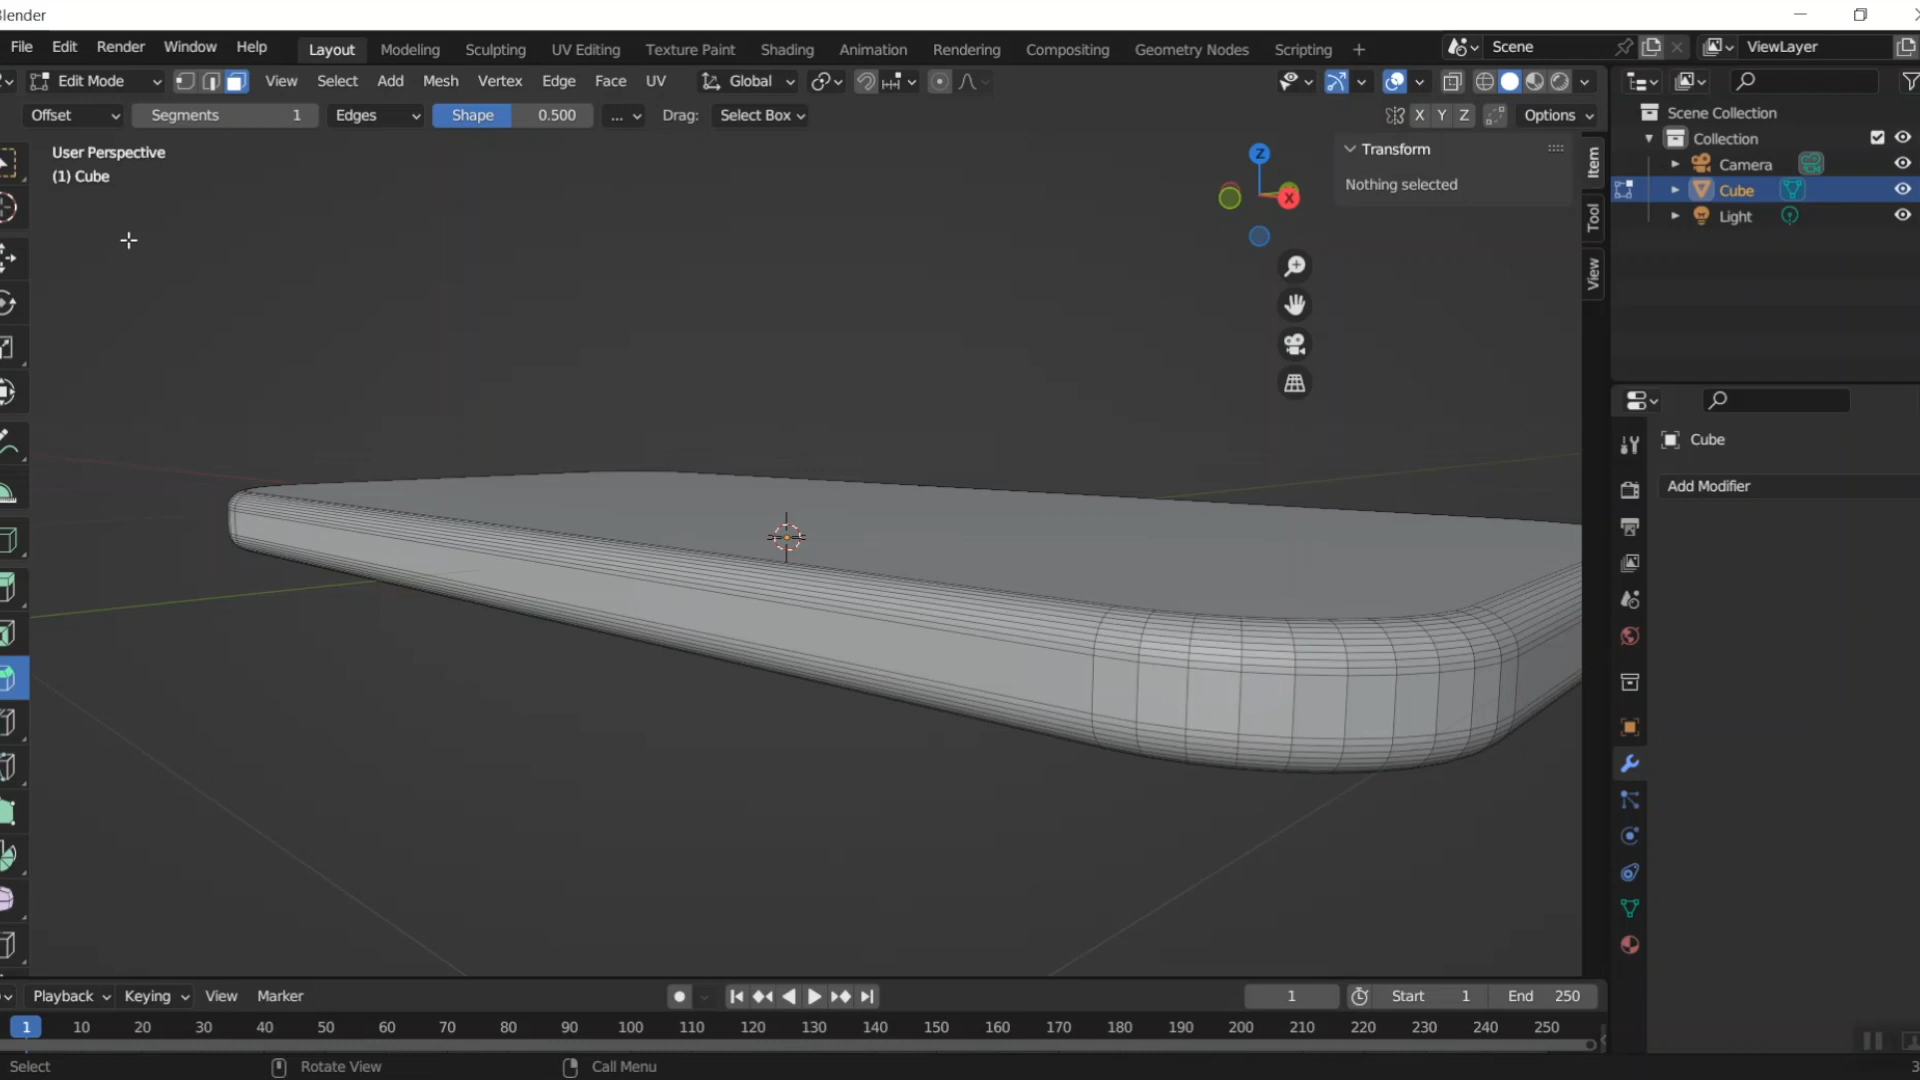 Blender
File Edit Render Window Help Layout Modeling Sculpting UV Editing Texture Paint Shading Animation Rendering Compositing Geometry Nodes Scripting + Scene ViewLayer
Edit Mode View Select Add Mesh Vertex Edge Face UV Global
Offset Segments 1 Edges Shape 0.500 ... Drag: Select Box X Y Z Options
User Perspective
(1) Cube
Z
X
Transform
Nothing selected
Item
Tool
View
Scene Collection
Collection
Camera
Cube
Light
Cube
Add Modifier
Playback Keying View Marker 1 Start 1 End 250
1 10 20 30 40 50 60 70 80 90 100 110 120 130 140 150 160 170 180 190 200 210 220 230 240 250
Select Rotate View Call Menu 3